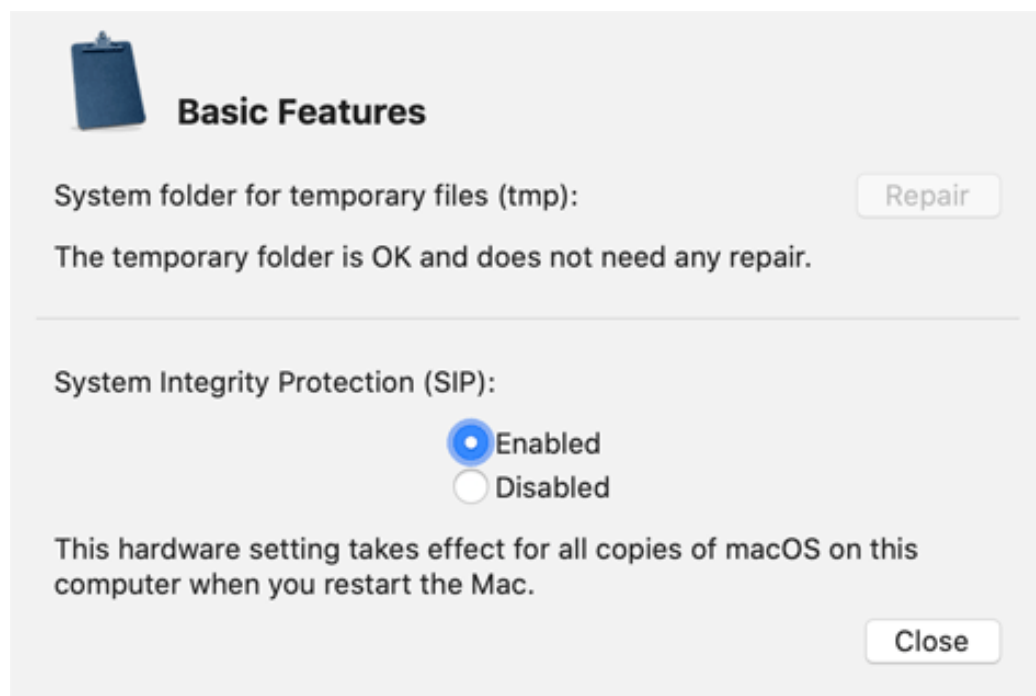 Basic Features
System folder for temporary files (tmp):
Repair
The temporary folder is OK and does not need any repair.
System Integrity Protection (SIP):
Enabled
Disabled
This hardware setting takes effect for all copies of macOS on this
computer when you restart the Mac.
Close